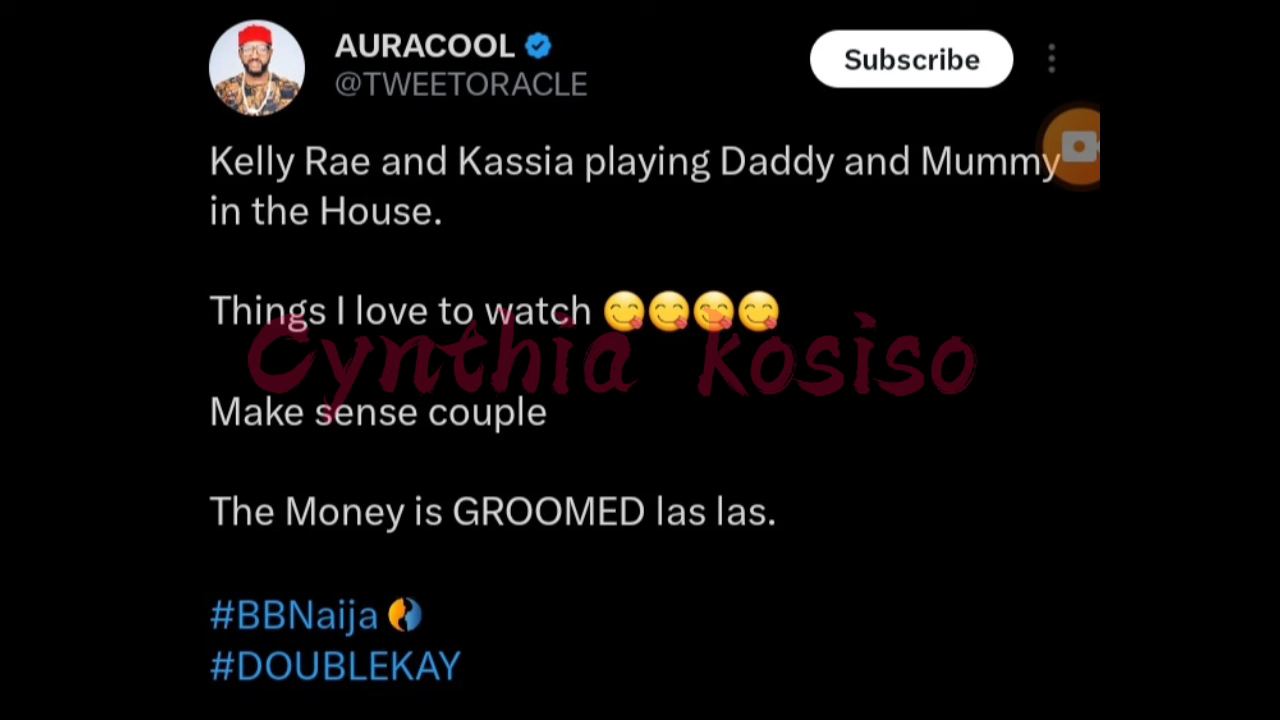 AURACOOL
@TWEETORACLE
Subscribe
Kelly Rae and Kassia playing Daddy and Mummy
in the House.
Things I love to watch 😋😋😋😋
Cynthia kosiso
Make sense couple
The Money is GROOMED las las.
#BBNaija
#DOUBLEKAY